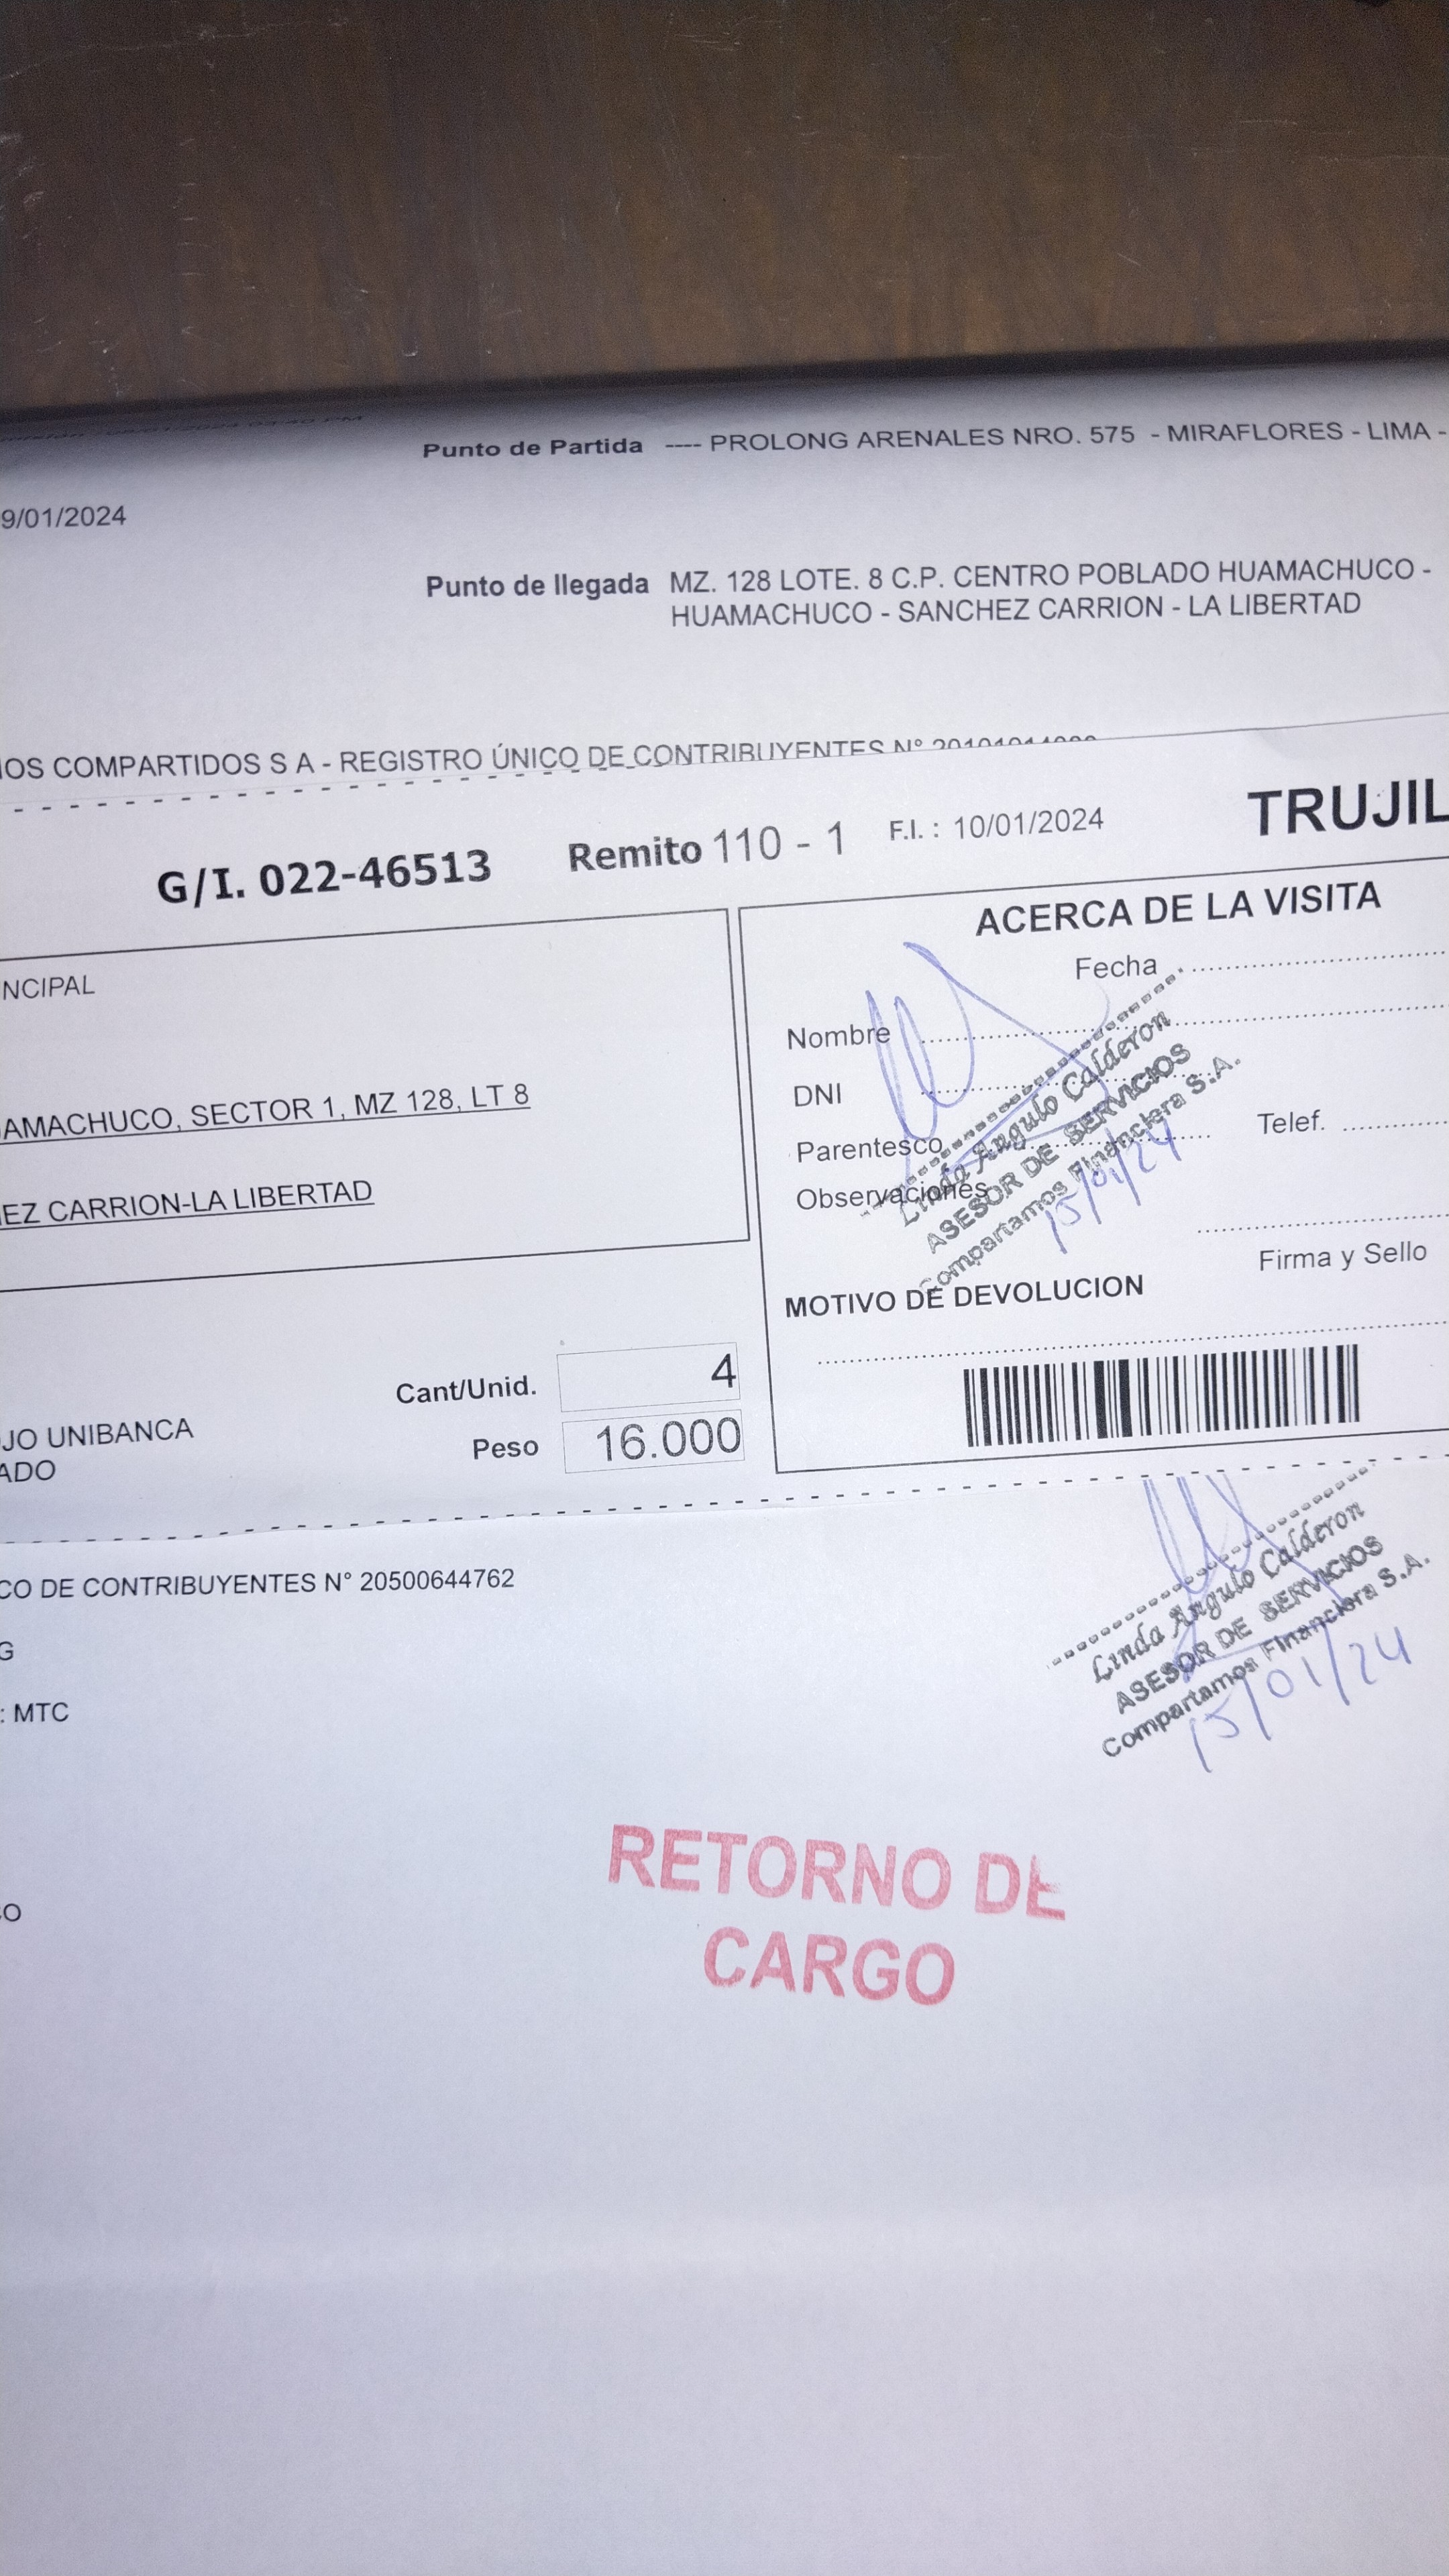 Punto de Partida ---- PROLONG ARENALES NRO. 575 - MIRAFLORES - LIMA -
9/01/2024
Punto de llegada MZ. 128 LOTE. 8 C.P. CENTRO POBLADO HUAMACHUCO -
HUAMACHUCO - SANCHEZ CARRION - LA LIBERTAD
IOS COMPARTIDOS S A - REGISTRO ÚNICO DE CONTRIBUYENTES N°
G/I. 022-46513 Remito 110 - 1 F.I. : 10/01/2024 TRUJIL
NCIPAL
AMACHUCO, SECTOR 1, MZ 128, LT 8
EZ CARRION-LA LIBERTAD
Cant/Unid. 4
JO UNIBANCA
ADO
Peso 16.000
ACERCA DE LA VISITA
Fecha
Nombre
DNI
Parentesco
Telef.
Observaciones
Linda Angulo Calderon
ASESOR DE SERVICIOS
Compartamos Financiera S.A.
15/01/24
Firma y Sello
MOTIVO DE DEVOLUCION
CO DE CONTRIBUYENTES N° 20500644762
G
: MTC
Linda Angulo Calderon
ASESOR DE SERVICIOS
Compartamos Financiera S.A.
15/01/24
RETORNO DE
CARGO
CO